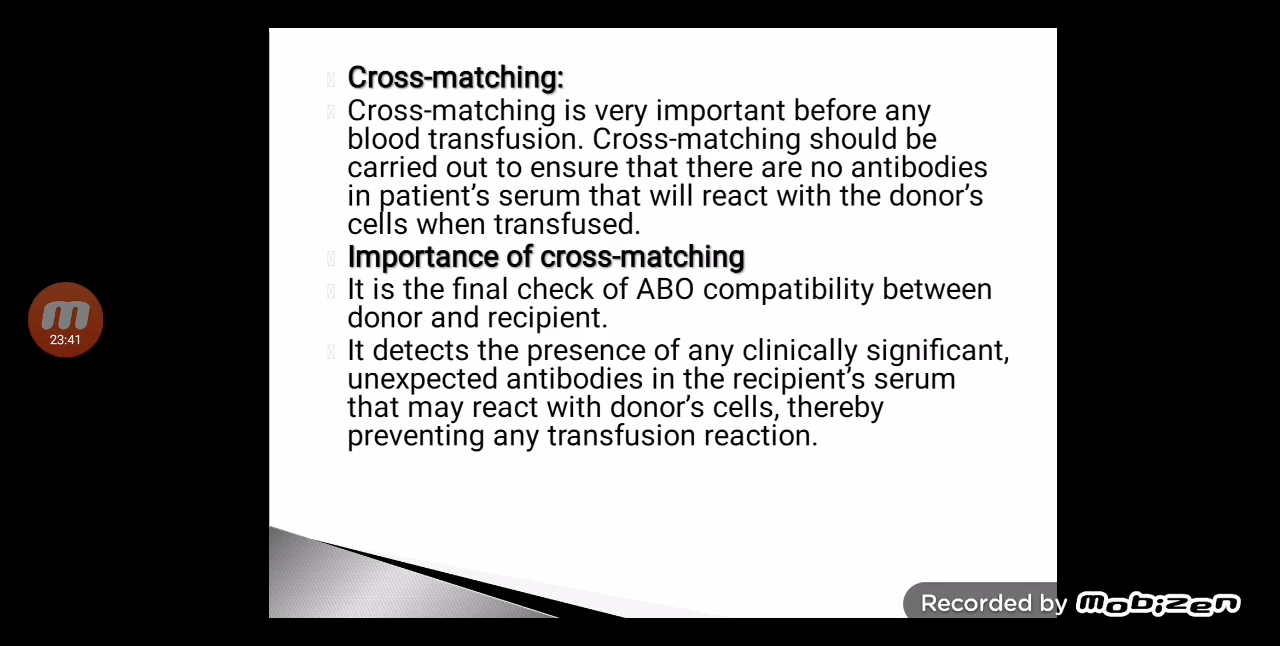 Cross-matching:
Cross-matching is very important before any
blood transfusion. Cross-matching should be
carried out to ensure that there are no antibodies
in patient's serum that will react with the donor's
cells when transfused.
Importance of cross-matching
It is the final check of ABO compatibility between
donor and recipient.
It detects the presence of any clinically significant,
unexpected antibodies in the recipient's serum
that may react with donor's cells, thereby
preventing any transfusion reaction.
m
23:41
Recorded by mobizen